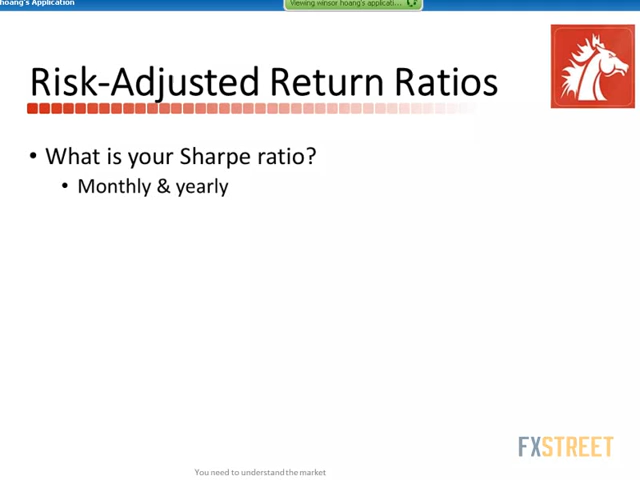 hoang's Application
Viewing winsor hoang's applicati...
Risk-Adjusted Return Ratios
• What is your Sharpe ratio?
• Monthly & yearly
FXSTREET
You need to understand the market